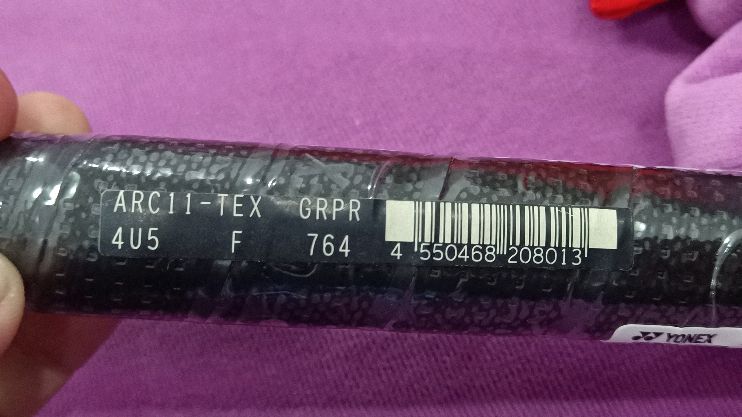 ARC11-TEX GRPR
4U5 F 764
4 550468 208013
YONEX